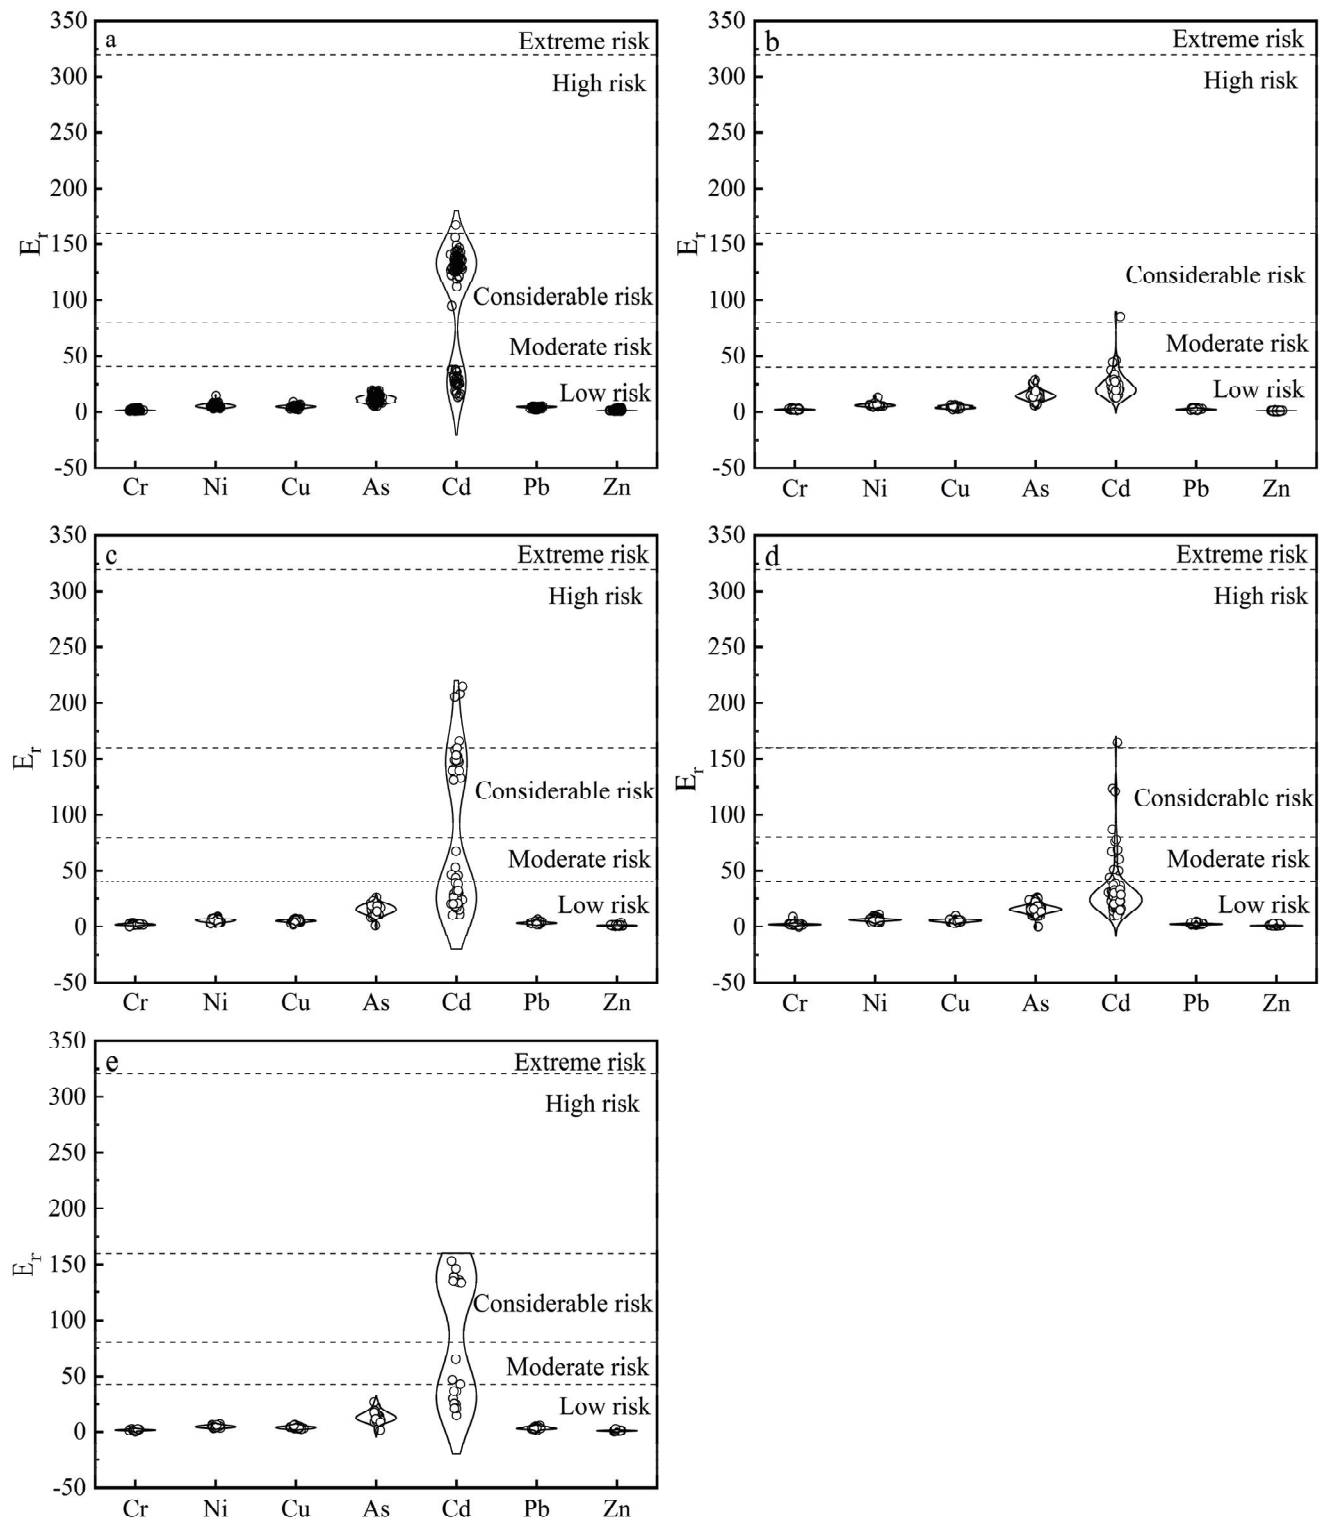 a
Extreme risk
High risk
Considerable risk
Moderate risk
Low risk
350
300
250
200
150
100
50
0
-50
E_r
Cr Ni Cu As Cd Pb Zn
b
Extreme risk
High risk
Considerable risk
Moderate risk
Low risk
350
300
250
200
150
100
50
0
-50
E_r
Cr Ni Cu As Cd Pb Zn
c
Extreme risk
High risk
Considerable risk
Moderate risk
Low risk
350
300
250
200
150
100
50
0
-50
E_r
Cr Ni Cu As Cd Pb Zn
d
Extreme risk
High risk
Considerable risk
Moderate risk
Low risk
350
300
250
200
150
100
50
0
-50
E_r
Cr Ni Cu As Cd Pb Zn
e
Extreme risk
High risk
Considerable risk
Moderate risk
Low risk
350
300
250
200
150
100
50
0
-50
E_r
Cr Ni Cu As Cd Pb Zn